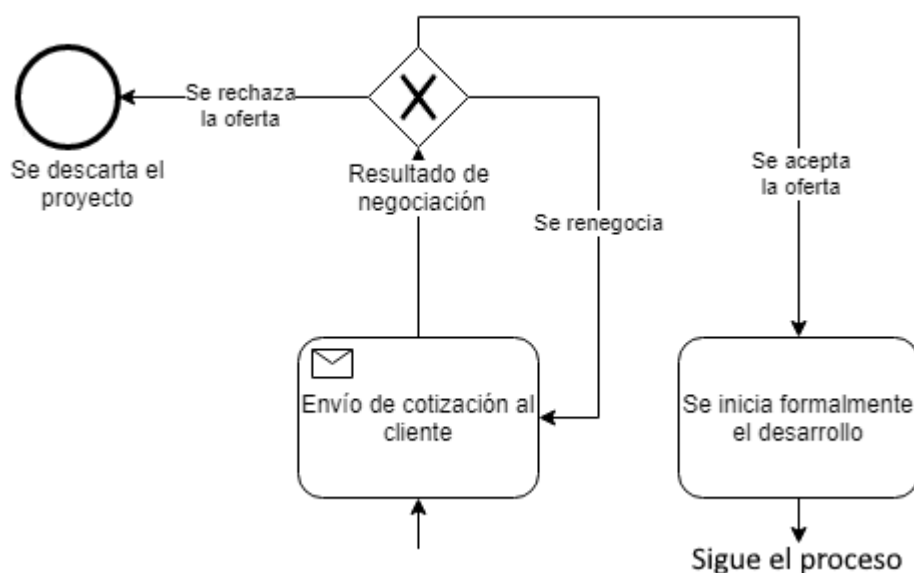 Se rechaza
la oferta
Se descarta el
proyecto
Resultado de
negociación
Se renegocia
Se acepta
la oferta
Envío de cotización al
cliente
Se inicia formalmente
el desarrollo
Sigue el proceso